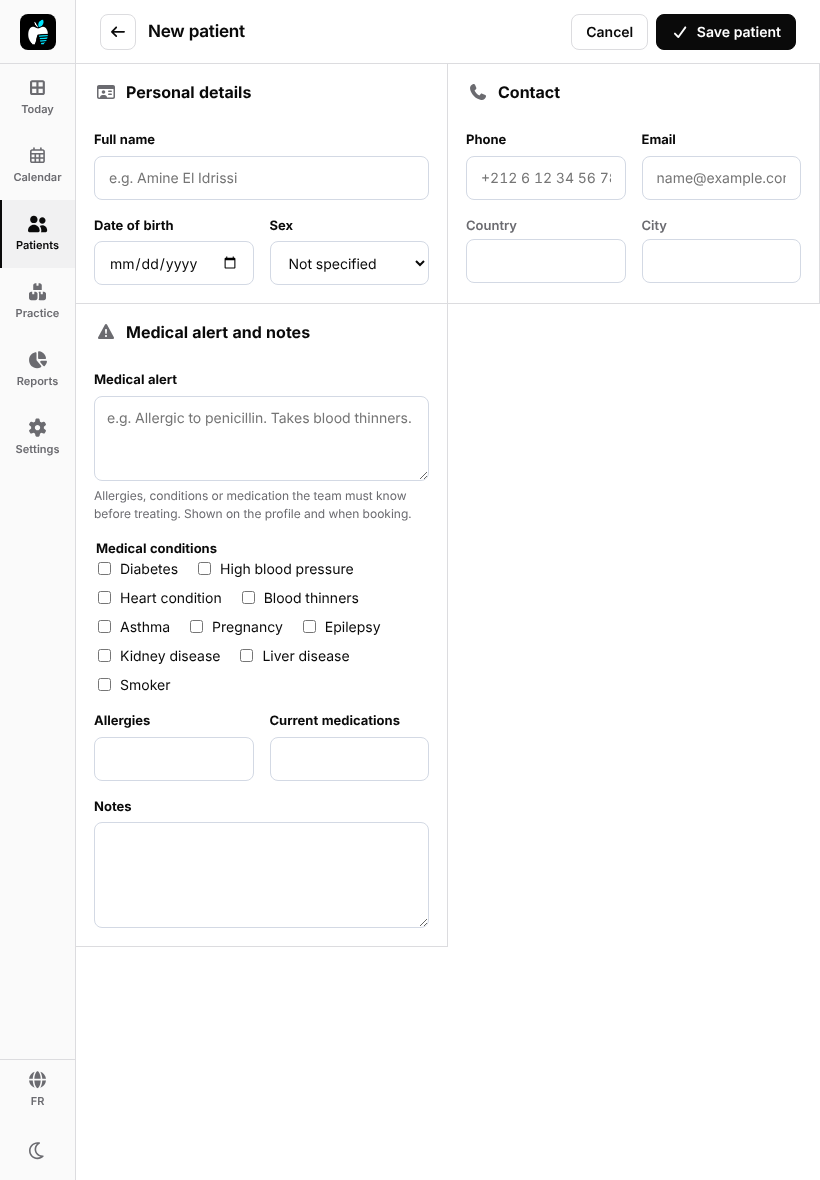 New patient
Cancel
Save patient
Today
Calendar
Patients
Practice
Reports
Settings
FR
Personal details
Full name
e.g. Amine El Idrissi
Date of birth
Sex
mm/dd/yyyy
Not specified
Contact
Phone
Email
+212 6 12 34 56 78
name@example.com
Country
City
Medical alert and notes
Medical alert
e.g. Allergic to penicillin. Takes blood thinners.
Allergies, conditions or medication the team must know
before treating. Shown on the profile and when booking.
Medical conditions
Diabetes
High blood pressure
Heart condition
Blood thinners
Asthma
Pregnancy
Epilepsy
Kidney disease
Liver disease
Smoker
Allergies
Current medications
Notes